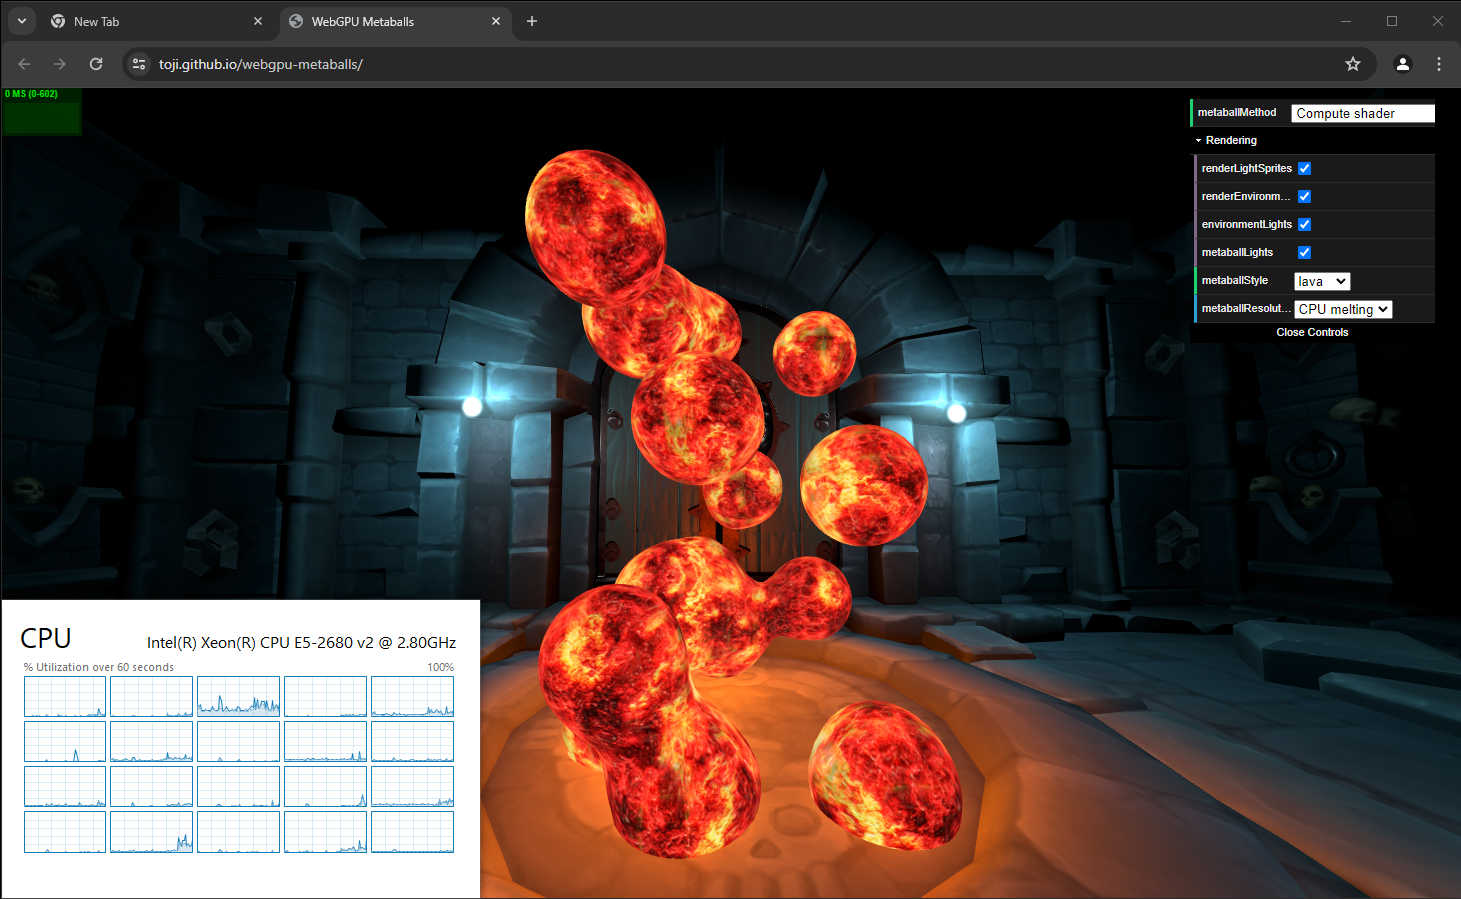 New Tab
WebGPU Metaballs
toji.github.io/webgpu-metaballs/
0 MS (0-602)
metaballMethod Compute shader
Rendering
renderLightSprites
renderEnvironm...
environmentLights
metaballLights
metaballStyle lava
metaballResolut... CPU melting
Close Controls
CPU Intel(R) Xeon(R) CPU E5-2680 v2 @ 2.80GHz
% Utilization over 60 seconds 100%